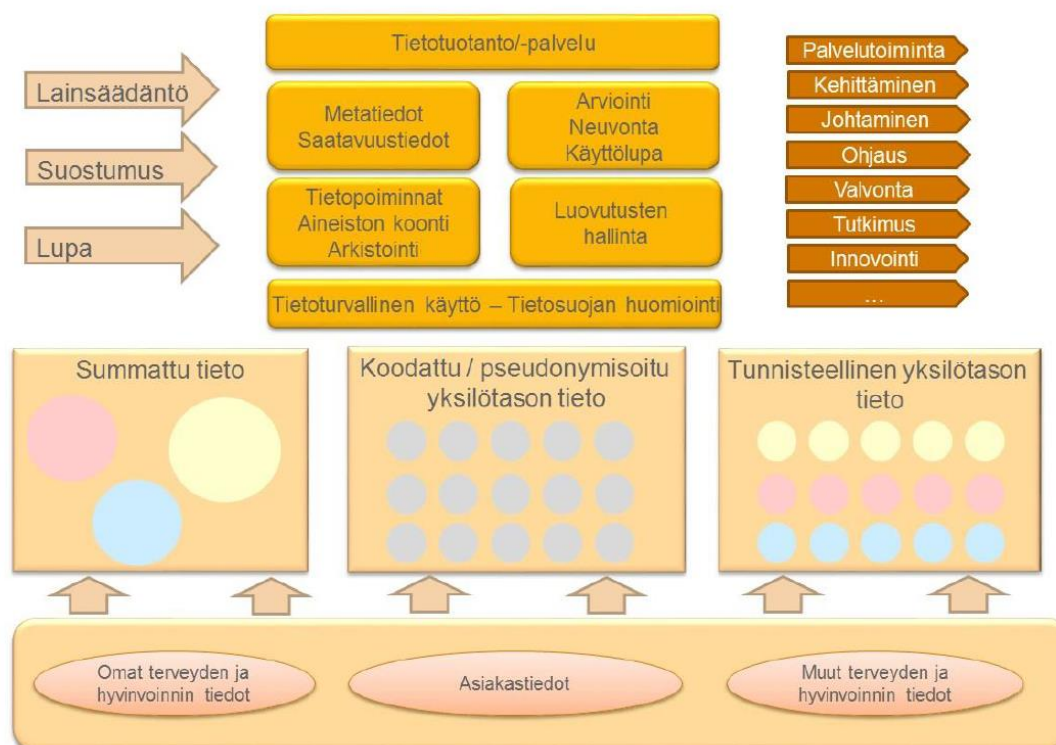 Tietotuotanto/-palvelu
Lainsäädäntö
Suostumus
Lupa
Metatiedot
Saatavuustiedot
Arviointi
Neuvonta
Käyttölupa
Tietopoiminnat
Aineiston koonti
Arkistointi
Luovutusten
hallinta
Tietoturvallinen käyttö – Tietosuojan huomiointi
Palvelutoiminta
Kehittäminen
Johtaminen
Ohjaus
Valvonta
Tutkimus
Innovointi
...
Summattu tieto
Koodattu / pseudonymisoitu
yksilötason tieto
Tunnisteellinen yksilötason
tieto
Omat terveyden ja
hyvinvoinnin tiedot
Asiakastiedot
Muut terveyden ja
hyvinvoinnin tiedot